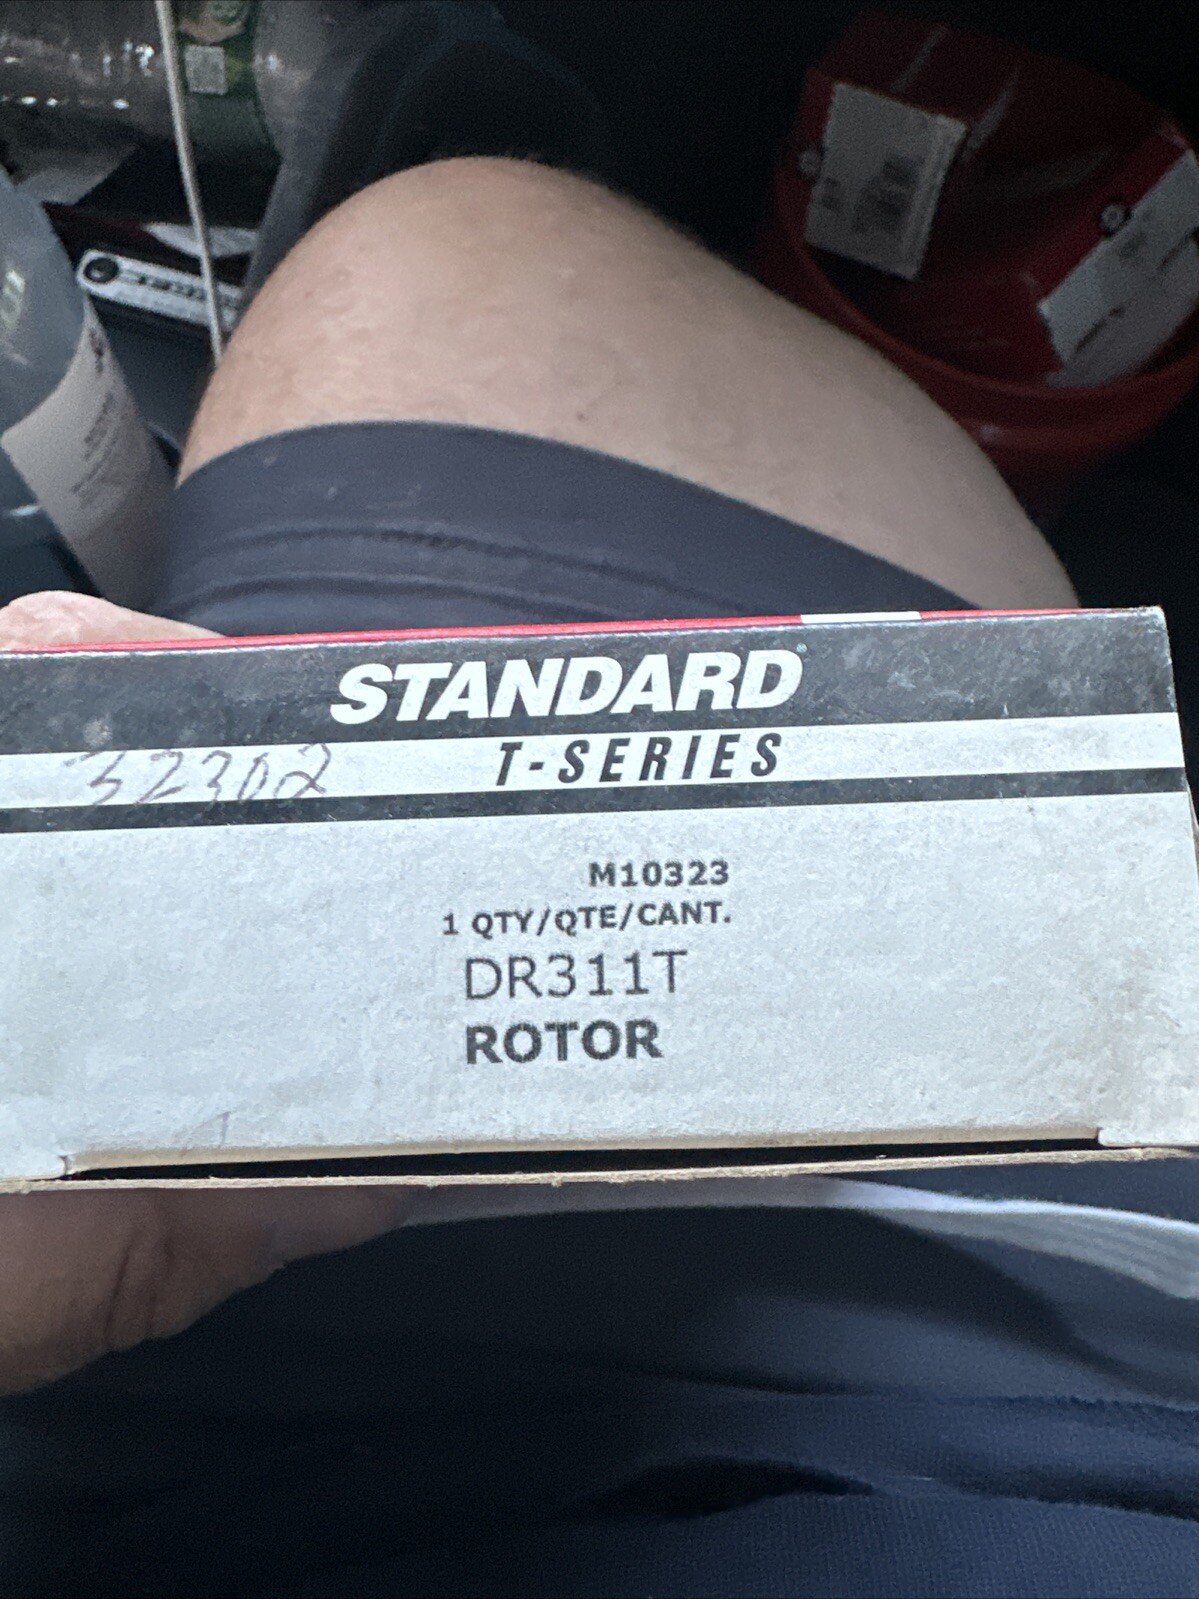 STANDARD®
T-SERIES
32302
M10323
1 QTY/QTE/CANT.
DR311T
ROTOR